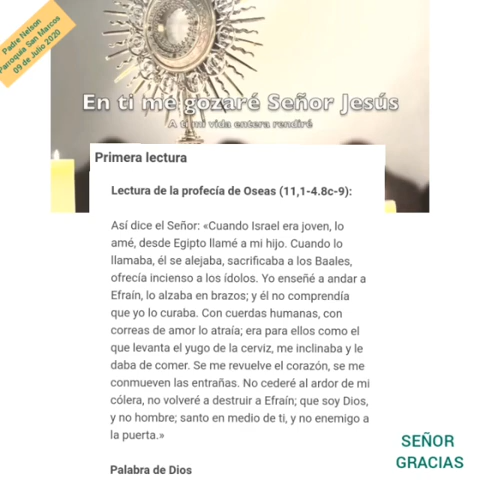 Padre Nelson
Parroquia San Marcos
09 de Julio 2020
En ti me gozaré Señor Jesús
A ti mi vida entera rendiré
Primera lectura
Lectura de la profecía de Oseas (11,1-4.8c-9):
Así dice el Señor: «Cuando Israel era joven, lo
amé, desde Egipto llamé a mi hijo. Cuando lo
llamaba, él se alejaba, sacrificaba a los Baales,
ofrecía incienso a los ídolos. Yo enseñé a andar a
Efraín, lo alzaba en brazos; y él no comprendía
que yo lo curaba. Con cuerdas humanas, con
correas de amor lo atraía; era para ellos como el
que levanta el yugo de la cerviz, me inclinaba y le
daba de comer. Se me revuelve el corazón, se me
conmueven las entrañas. No cederé al ardor de mi
cólera, no volveré a destruir a Efraín; que soy Dios,
y no hombre; santo en medio de ti, y no enemigo a
la puerta.»
Palabra de Dios
SEÑOR
GRACIAS